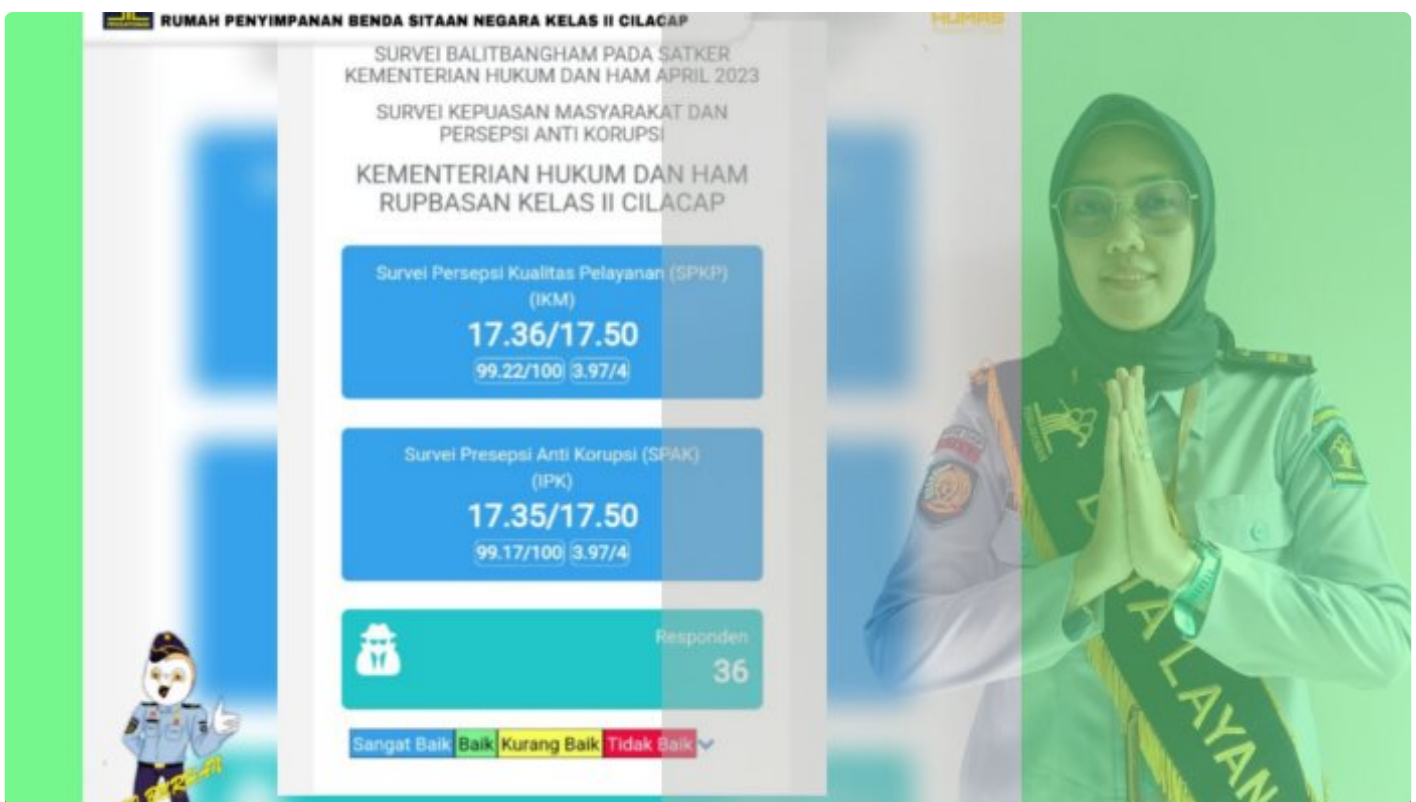 RUMAH PENYIMPANAN BENDA SITAAN NEGARA KELAS II CILACAP
HUMAS
SURVEI BALITBANGHAM PADA SATKER
KEMENTERIAN HUKUM DAN HAM APRIL 2023
SURVEI KEPUASAN MASYARAKAT DAN
PERSEPSI ANTI KORUPSI
KEMENTERIAN HUKUM DAN HAM
RUPBASAN KELAS II CILACAP
Survei Persepsi Kualitas Pelayanan (SPKP)
(IKM)
17.36/17.50
99.22/100 3.97/4
Survei Presepsi Anti Korupsi (SPAK)
(IPK)
17.35/17.50
99.17/100 3.97/4
Responden
36
Sangat Baik Baik Kurang Baik Tidak Baik
LAYAN